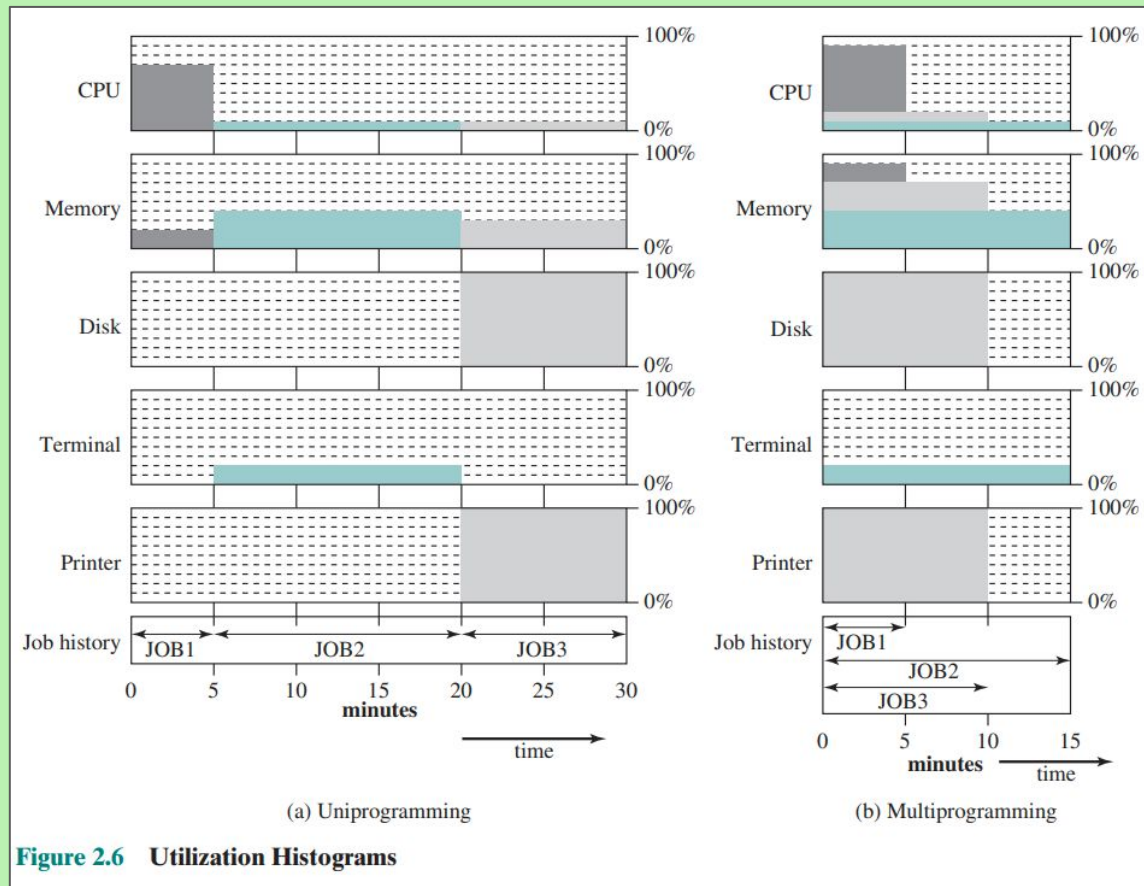 100%
CPU
0%
100%
Memory
0%
100%
Disk
0%
100%
Terminal
0%
100%
Printer
0%
Job history
JOB1 JOB2 JOB3
0 5 10 15 20 25 30
minutes
time
(a) Uniprogramming
100%
CPU
0%
100%
Memory
0%
100%
Disk
0%
100%
Terminal
0%
100%
Printer
0%
Job history
JOB1
JOB2
JOB3
0 5 10 15
minutes
time
(b) Multiprogramming
Figure 2.6 Utilization Histograms